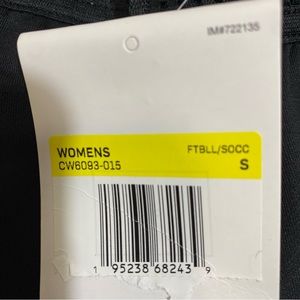 IM#722135
WOMENS FTBLL/SOCC
CW6093-015 S
1 95238 68243 9